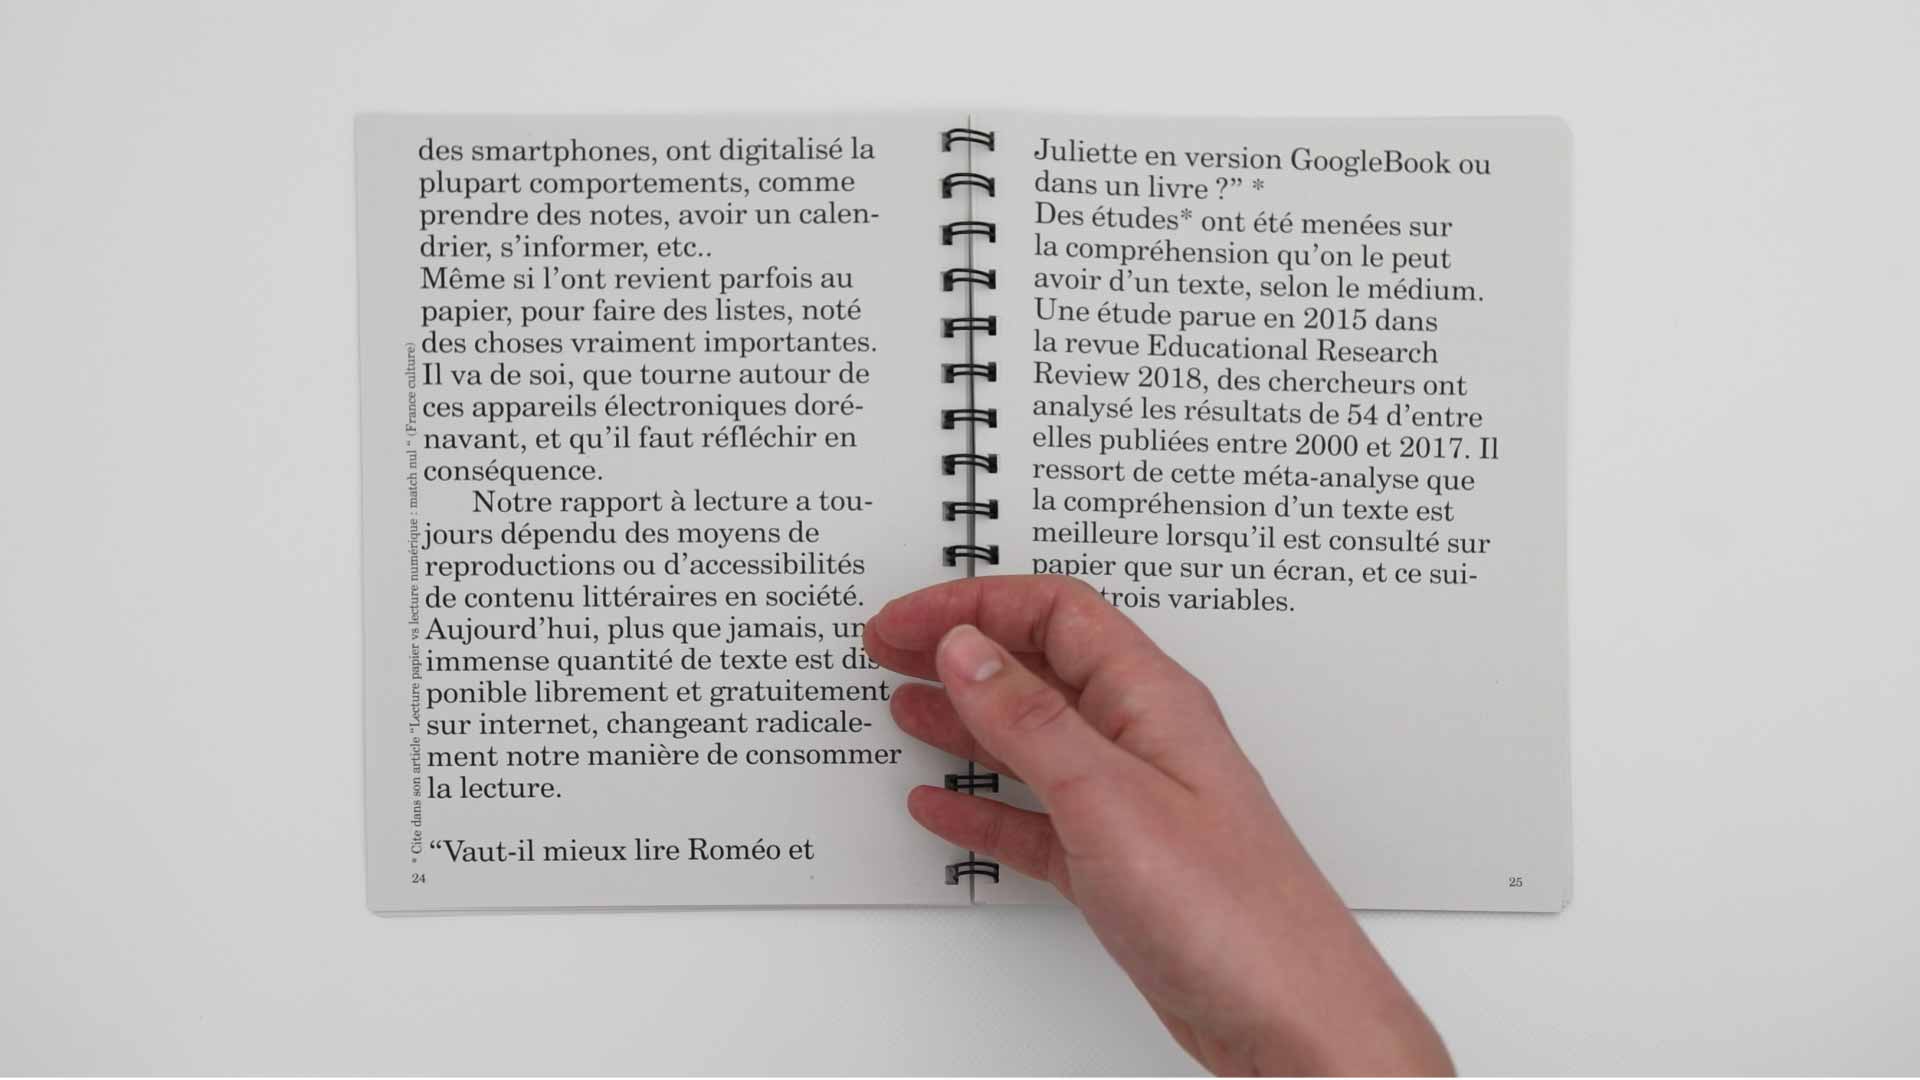 des smartphones, ont digitalisé la
plupart comportements, comme
prendre des notes, avoir un calen-
drier, s’informer, etc..
Même si l’ont revient parfois au
papier, pour faire des listes, noté
des choses vraiment importantes.
Il va de soi, que tourne autour de
ces appareils électroniques doré-
navant, et qu’il faut réfléchir en
conséquence.
Notre rapport à lecture a tou-
jours dépendu des moyens de
reproductions ou d’accessibilités
de contenu littéraires en société.
Aujourd’hui, plus que jamais,
immense quantité de texte est
ponible librement et gratuitement
sur internet, changeant radicale-
ment notre manière de consommer
la lecture.
“Vaut-il mieux lire Roméo et
* Cite dans son article “Lecture papier vs lecture numérique : match nul “ (France culture)
24
Juliette en version GoogleBook ou
dans un livre ?” *
Des études* ont été menées sur
la compréhension qu’on le peut
avoir d’un texte, selon le médium.
Une étude parue en 2015 dans
la revue Educational Research
Review 2018, des chercheurs ont
analysé les résultats de 54 d’entre
elles publiées entre 2000 et 2017. Il
ressort de cette méta-analyse que
la compréhension d’un texte est
meilleure lorsqu’il est consulté sur
papier que sur un écran, et ce sui-
trois variables.
25